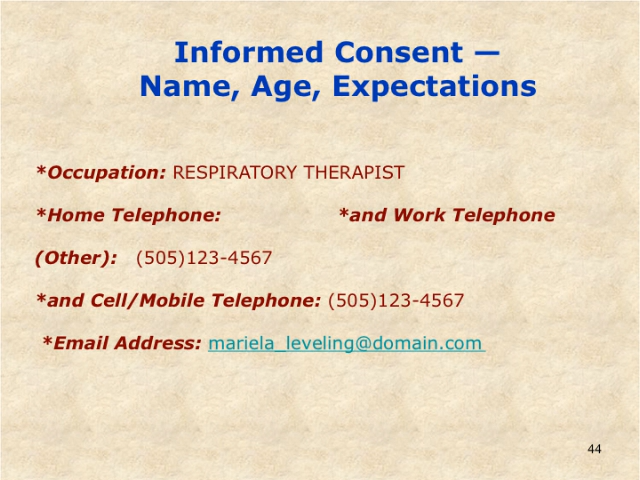 Informed Consent —
Name, Age, Expectations
*Occupation: RESPIRATORY THERAPIST
*Home Telephone: *and Work Telephone
(Other): (505)123-4567
*and Cell/Mobile Telephone: (505)123-4567
*Email Address: mariela_leveling@domain.com
44